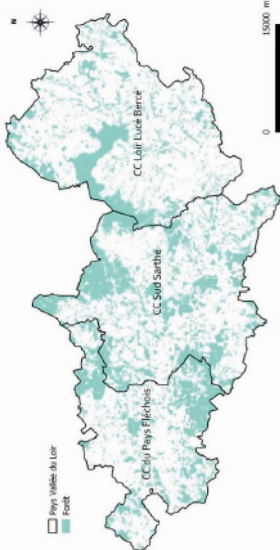 Pays Vallée du Loir
Forêt
CC du Pays Fléchois
CC Sud Sarthe
CC Loir Lucé Bercé
N
0
15000 m